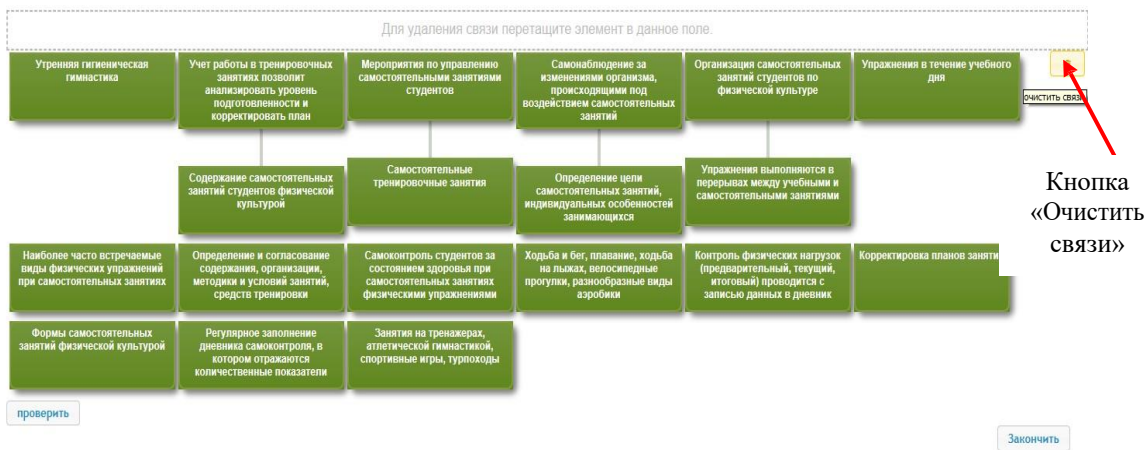 Для удаления связи перетащите элемент в данное поле.
Утренняя гигиеническая
гимнастика
Учет работы в тренировочных
занятиях позволит
анализировать уровень
подготовленности и
корректировать план
Мероприятия по управлению
самостоятельными занятиями
студентов
Самонаблюдение за
изменениями организма,
происходящими под
воздействием самостоятельных
занятий
Организация самостоятельных
занятий студентов по
физической культуре
Упражнения в течение учебного
дня
очистить связи
Кнопка
«Очистить
связи»
Содержание самостоятельных
занятий студентов физической
культурой
Самостоятельные
тренировочные занятия
Определение цели
самостоятельных занятий,
индивидуальных особенностей
занимающихся
Упражнения выполняются в
перерывах между учебными и
самостоятельными занятиями
Наиболее часто встречаемые
виды физических упражнений
при самостоятельных занятиях
Определение и согласование
содержания, организации,
методики и условий занятий,
средств тренировки
Самоконтроль студентов за
состоянием здоровья при
самостоятельных занятиях
физическими упражнениями
Ходьба и бег, плавание, ходьба
на лыжах, велосипедные
прогулки, разнообразные виды
аэробики
Контроль физических нагрузок
(предварительный, текущий,
итоговый) проводится с
записью данных в дневник
Корректировка планов заняти
Формы самостоятельных
занятий физической культурой
Регулярное заполнение
дневника самоконтроля, в
котором отражаются
количественные показатели
Занятия на тренажерах,
атлетической гимнастикой,
спортивные игры, турпоходы
проверить
Закончить